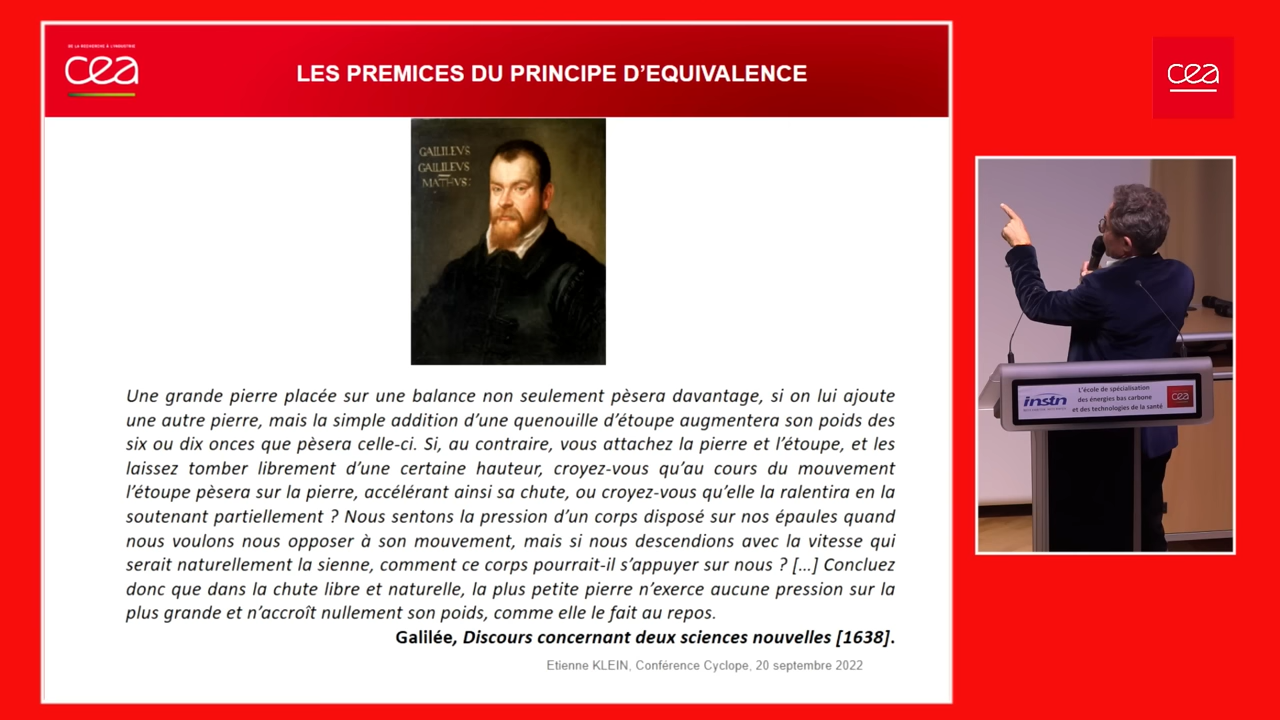 DE LA RECHERCHE À L'INDUSTRIE
cea
LES PREMICES DU PRINCIPE D'EQUIVALENCE
GALILEVS
GALILEVS
MATHVS:
Une grande pierre placée sur une balance non seulement pèsera davantage, si on lui ajoute
une autre pierre, mais la simple addition d'une quenouille d'étoupe augmentera son poids des
six ou dix onces que pèsera celle-ci. Si, au contraire, vous attachez la pierre et l'étoupe, et les
laissez tomber librement d'une certaine hauteur, croyez-vous qu'au cours du mouvement
l'étoupe pèsera sur la pierre, accélérant ainsi sa chute, ou croyez-vous qu'elle la ralentira en la
soutenant partiellement ? Nous sentons la pression d'un corps disposé sur nos épaules quand
nous voulons nous opposer à son mouvement, mais si nous descendions avec la vitesse qui
serait naturellement la sienne, comment ce corps pourrait-il s'appuyer sur nous ? [...] Concluez
donc que dans la chute libre et naturelle, la plus petite pierre n'exerce aucune pression sur la
plus grande et n'accroît nullement son poids, comme elle le fait au repos.
Galilée, Discours concernant deux sciences nouvelles [1638].
Etienne KLEIN, Conférence Cyclope, 20 septembre 2022
cea
instn
L'école de spécialisation
des énergies bas carbone
et des technologies de la santé
cea